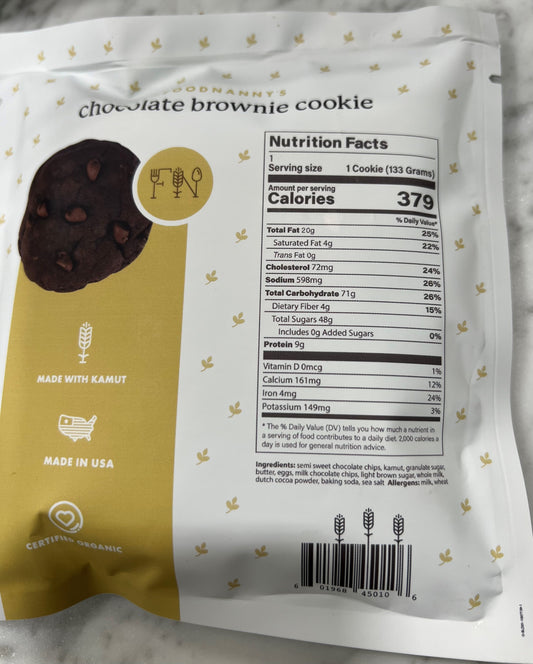 FOODNANNY'S
chocolate brownie cookie
FN
MADE WITH KAMUT
MADE IN USA
CERTIFIED ORGANIC
Nutrition Facts
1
Serving size 1 Cookie (133 Grams)
Amount per serving
Calories 379
% Daily Value*
Total Fat 20g 25%
Saturated Fat 4g 22%
Trans Fat 0g
Cholesterol 72mg 24%
Sodium 598mg 26%
Total Carbohydrate 71g 26%
Dietary Fiber 4g 15%
Total Sugars 48g
Includes 0g Added Sugars 0%
Protein 9g
Vitamin D 0mcg 1%
Calcium 161mg 12%
Iron 4mg 24%
Potassium 149mg 3%
* The % Daily Value (DV) tells you how much a nutrient in
a serving of food contributes to a daily diet. 2,000 calories a
day is used for general nutrition advice.
Ingredients: semi sweet chocolate chips, kamut, granulate sugar,
butter, eggs, milk chocolate chips, light brown sugar, whole milk,
dutch cocoa powder, baking soda, sea salt Allergens: milk, wheat
6 01968 45010 6